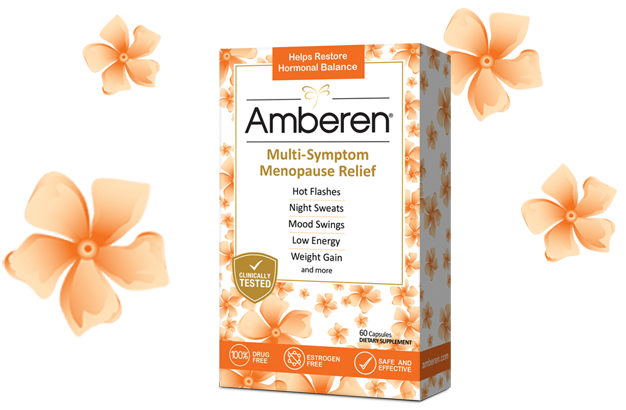 Helps Restore
Hormonal Balance
Amberen®
Multi-Symptom
Menopause Relief
Hot Flashes
Night Sweats
Mood Swings
Low Energy
Weight Gain
and more
CLINICALLY
TESTED
60 Capsules
DIETARY SUPPLEMENT
100% DRUG FREE
ESTROGEN FREE
SAFE AND EFFECTIVE
amberen.com